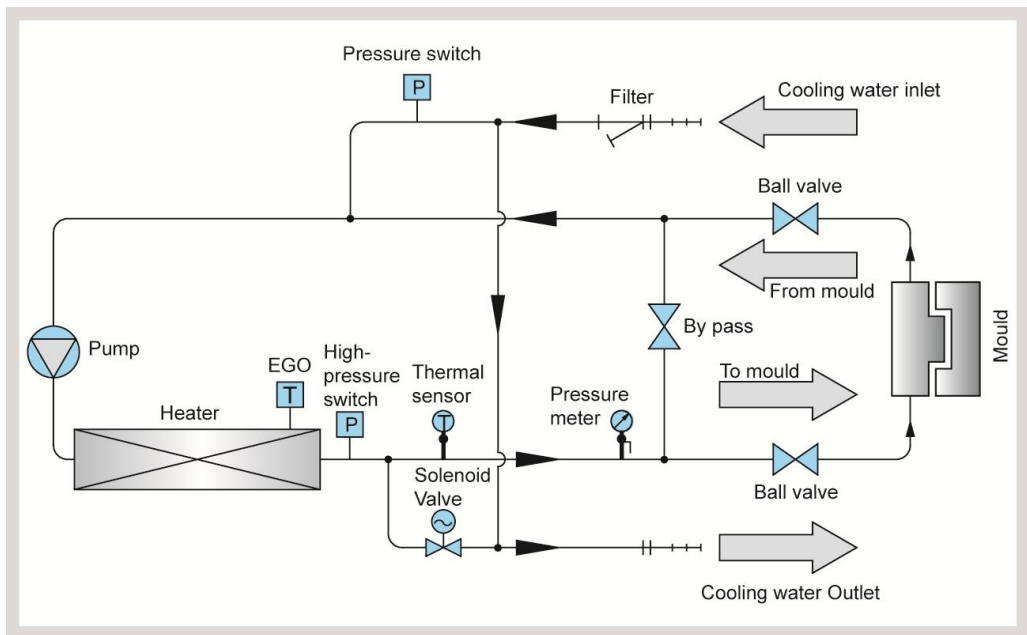 Pressure switch
P
Filter
Cooling water inlet
Ball valve
From mould
Pump
By pass
Mould
EGO
T
High-
pressure
switch
P
Thermal
sensor
T
Pressure
meter
To mould
Heater
Solenoid
Valve
Ball valve
Cooling water Outlet